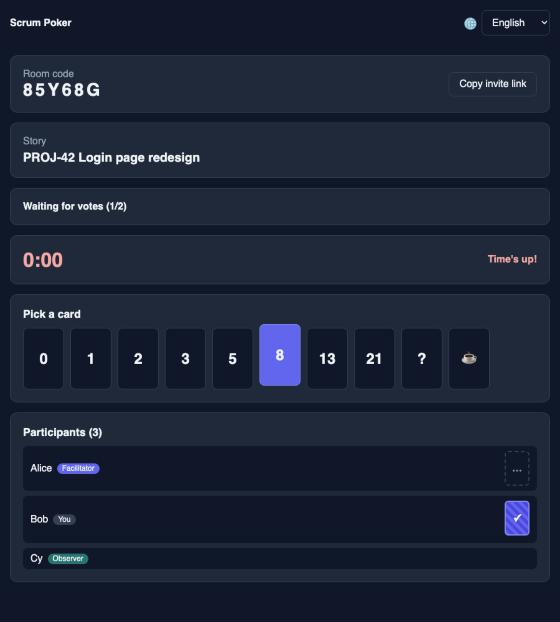 Scrum Poker
English
Room code
85Y68G
Copy invite link
Story
PROJ-42 Login page redesign
Waiting for votes (1/2)
0:00
Time's up!
Pick a card
0 1 2 3 5 8 13 21 ? ☕
Participants (3)
Alice Facilitator
...
Bob You
✓
Cy Observer